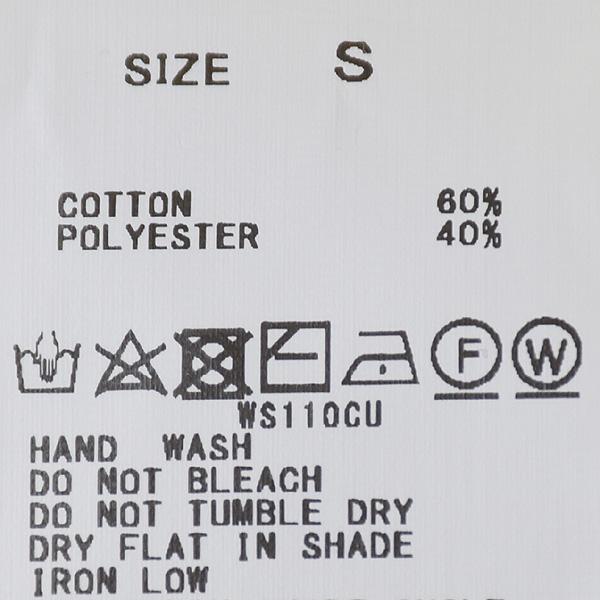 SIZE S
COTTON 60%
POLYESTER 40%
F W
WS110CU
HAND WASH
DO NOT BLEACH
DO NOT TUMBLE DRY
DRY FLAT IN SHADE
IRON LOW